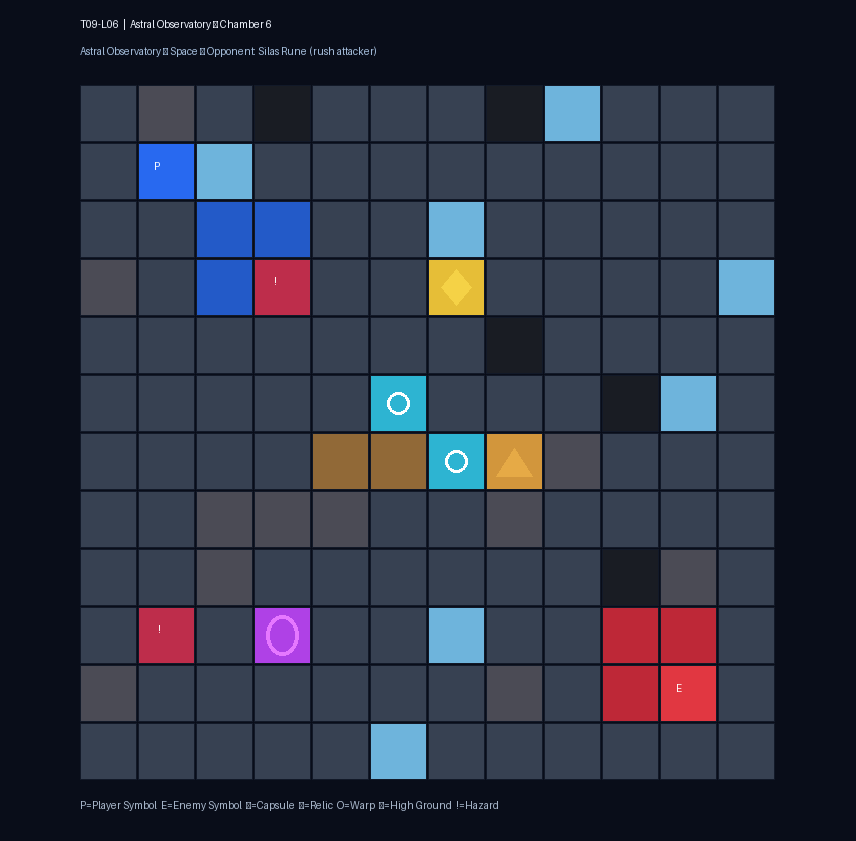 T09-L06 | Astral Observatory ▯ Chamber 6
Astral Observatory ▯ Space ▯ Opponent: Silas Rune (rush attacker)
P
!
E
!
P=Player Symbol E=Enemy Symbol ▯=Capsule ▯=Relic O=Warp ▯=High Ground !=Hazard